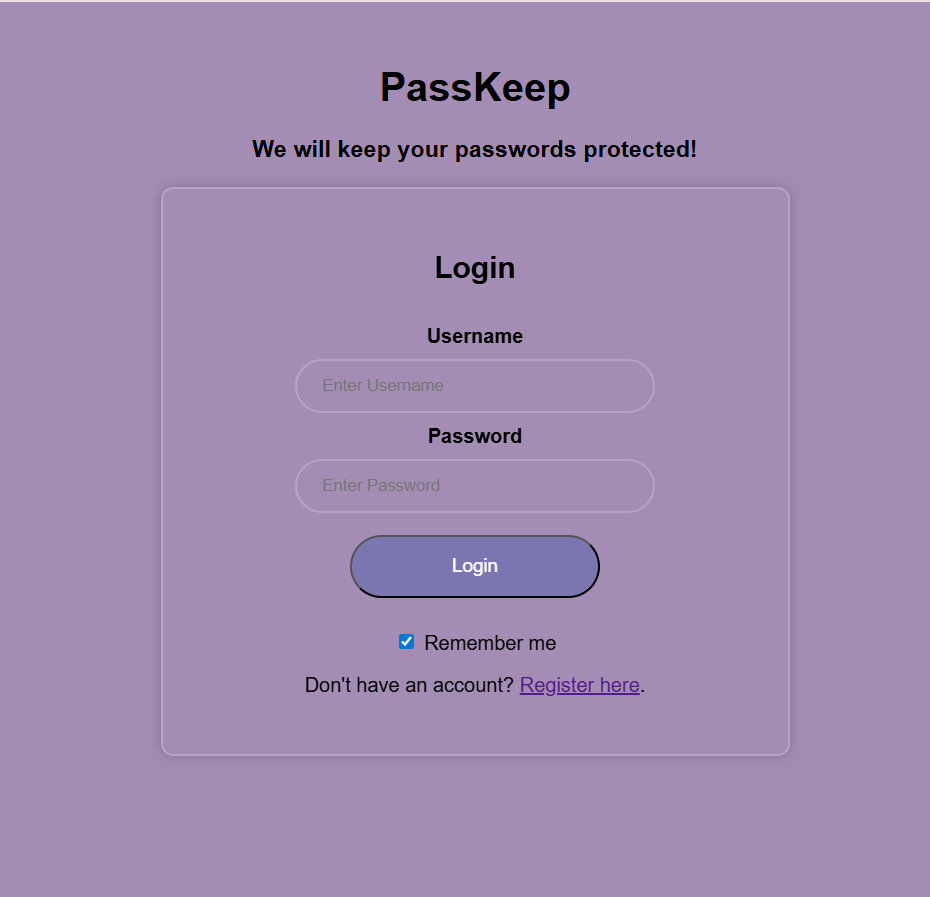 PassKeep
We will keep your passwords protected!
Login
Username
Enter Username
Password
Enter Password
Login
Remember me
Don't have an account? Register here.